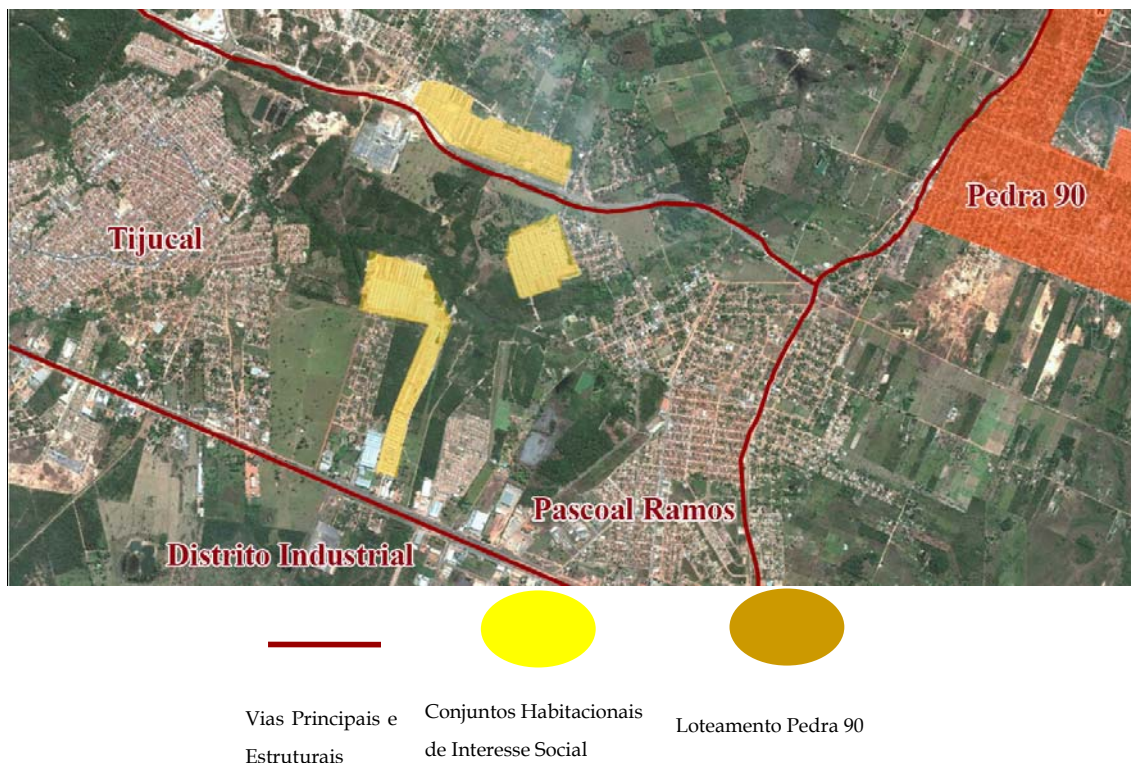 Pedra 90
Tijucal
Pascoal Ramos
Distrito Industrial
Vias Principais e
Estruturais
Conjuntos Habitacionais
de Interesse Social
Loteamento Pedra 90